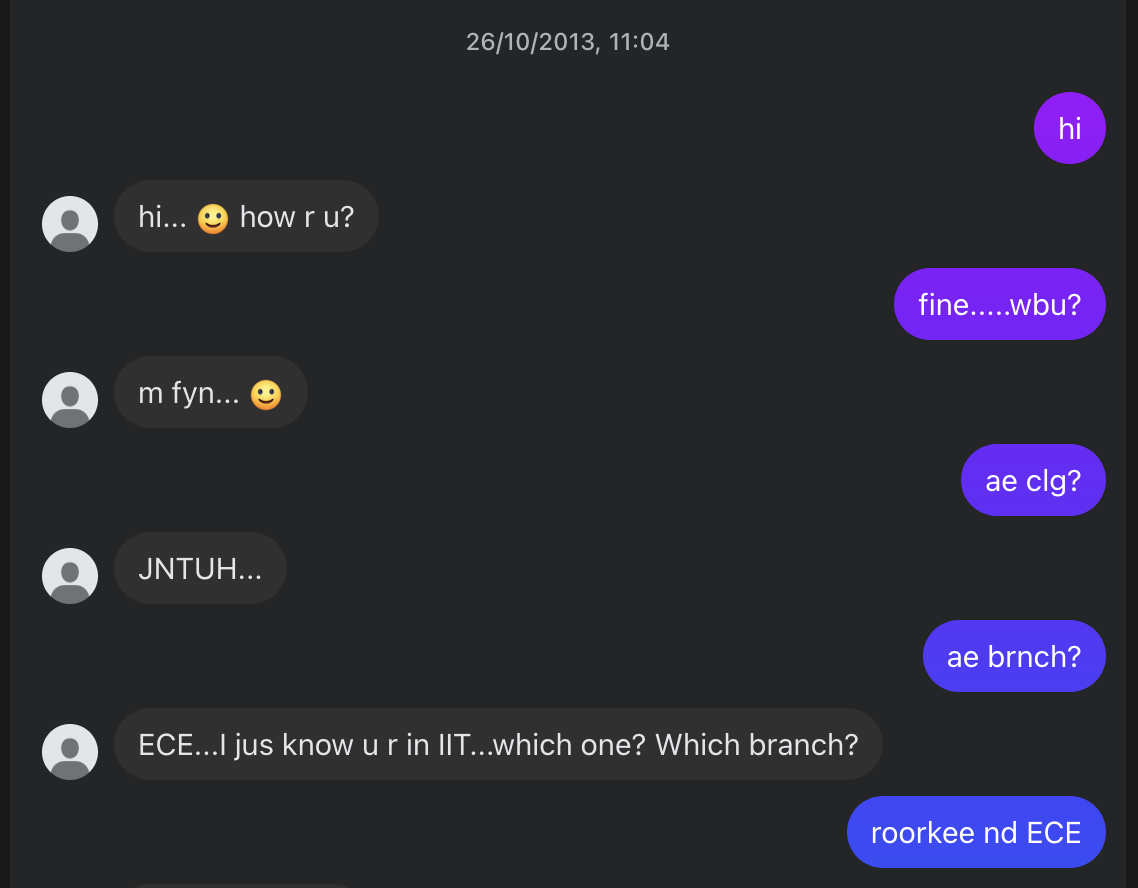 26/10/2013, 11:04
hi
hi... 🙂 how r u?
fine.....wbu?
m fyn... 🙂
ae clg?
JNTUH...
ae brnch?
ECE...I jus know u r in IIT...which one? Which branch?
roorkee nd ECE